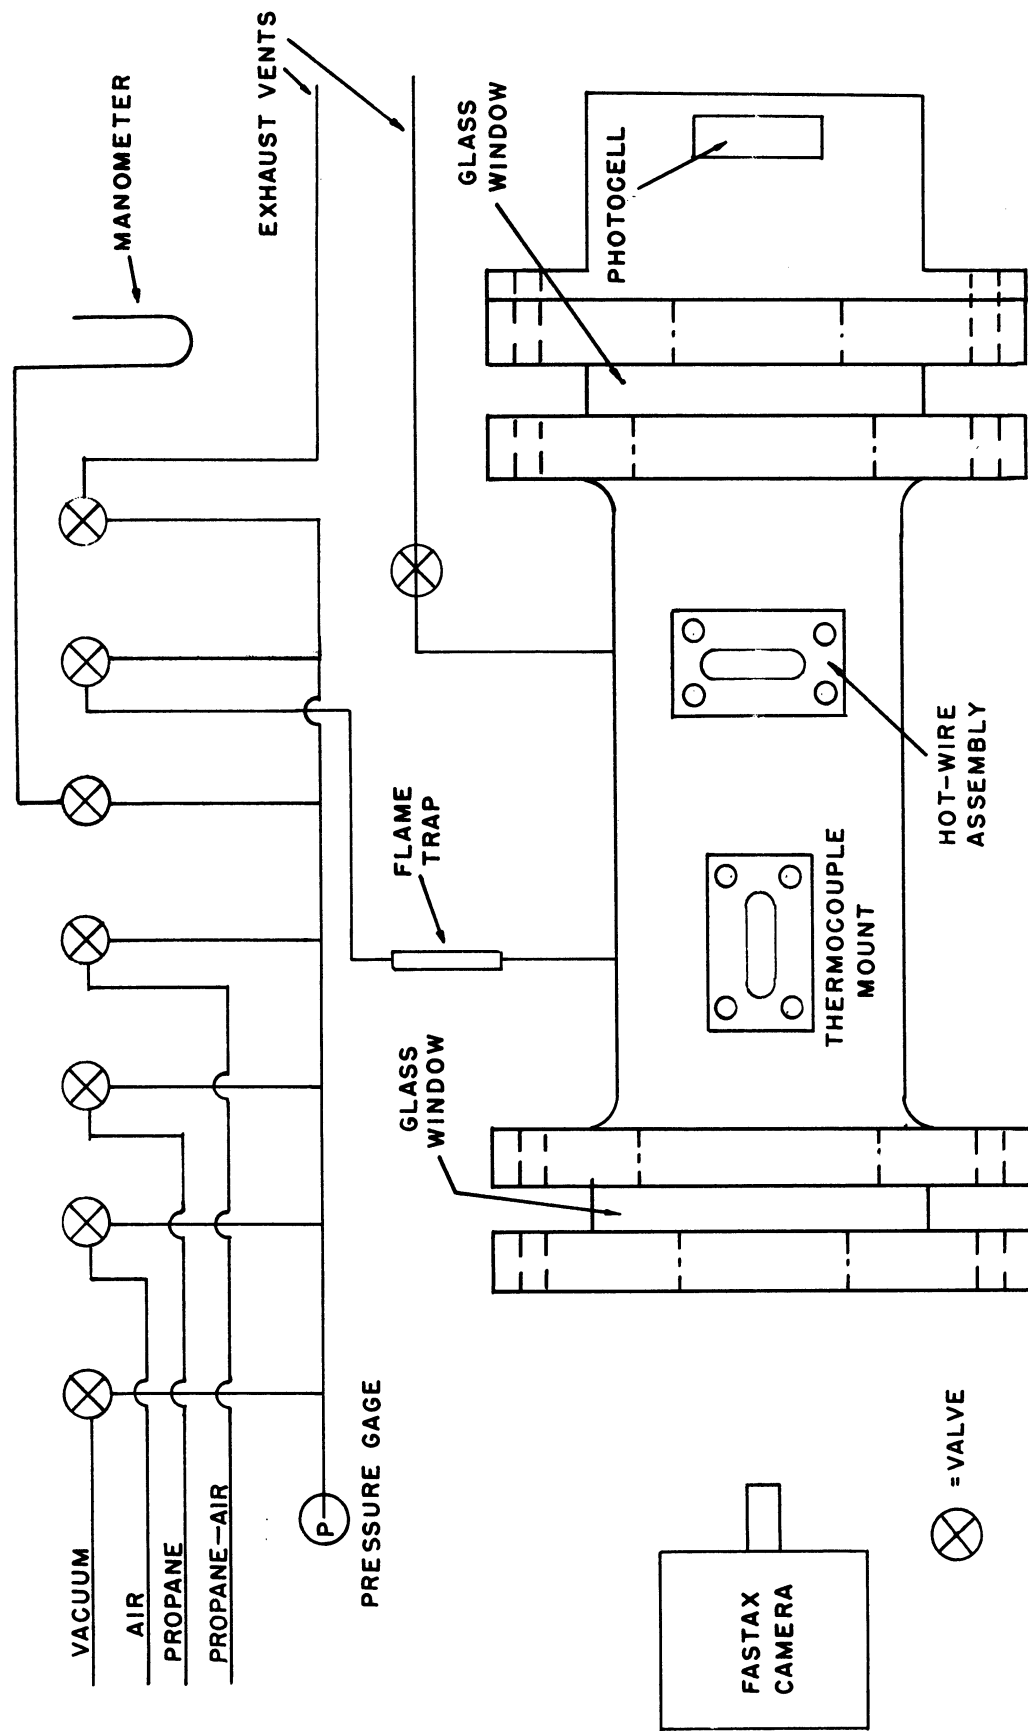 VACUUM
AIR
PROPANE
PROPANE—AIR
P
PRESSURE GAGE
MANOMETER
EXHAUST VENTS
FLAME
TRAP
GLASS
WINDOW
GLASS
WINDOW
PHOTOCELL
THERMOCOUPLE
MOUNT
HOT-WIRE
ASSEMBLY
FASTAX
CAMERA
=VALVE